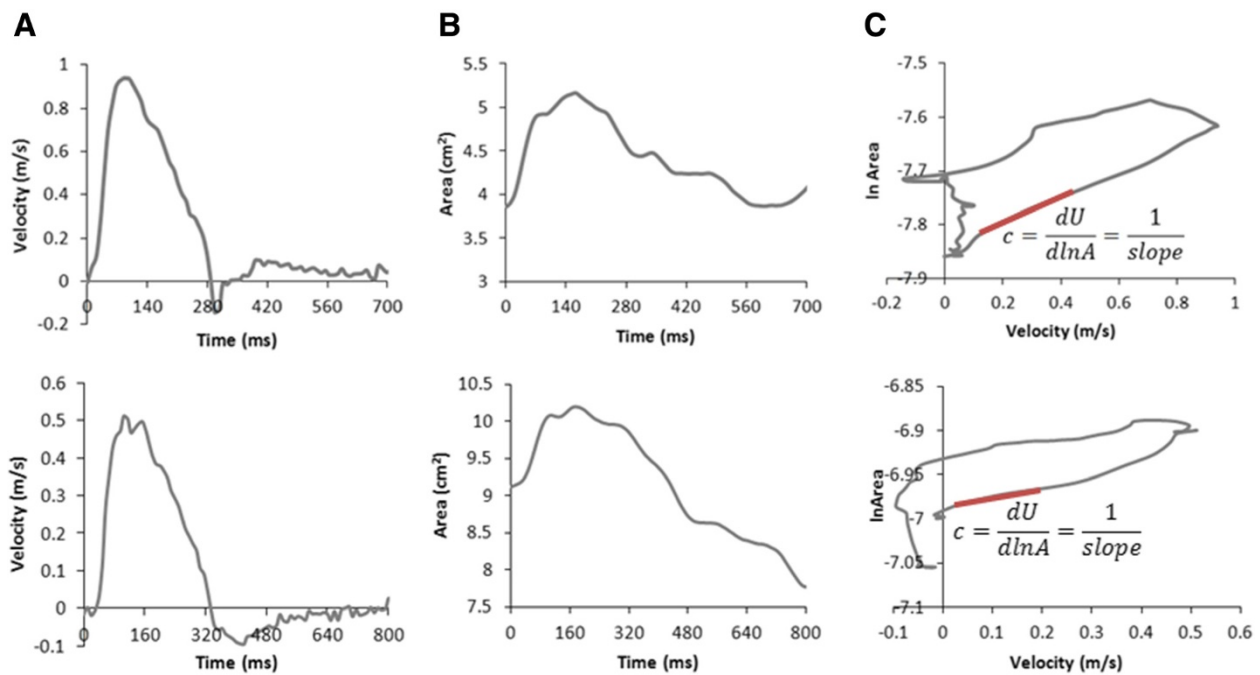 A
B
C
Velocity (m/s)
1
0.8
0.6
0.4
0.2
0
-0.2
0 140 280 420 560 700
Time (ms)
Area (cm²)
5.5
5
4.5
4
3.5
3
0 140 280 420 560 700
Time (ms)
ln Area
-7.5
-7.6
-7.7
-7.8
-7.9
c = dU/dlnA = 1/slope
-0.2 0 0.2 0.4 0.6 0.8 1
Velocity (m/s)
Velocity (m/s)
0.6
0.5
0.4
0.3
0.2
0.1
0
-0.1
0 160 320 480 640 800
Time (ms)
Area (cm²)
10.5
10
9.5
9
8.5
8
7.5
0 160 320 480 640 800
Time (ms)
lnArea
-6.85
-6.9
-6.95
-7
-7.05
-7.1
c = dU/dlnA = 1/slope
-0.1 0 0.1 0.2 0.3 0.4 0.5 0.6
Velocity (m/s)